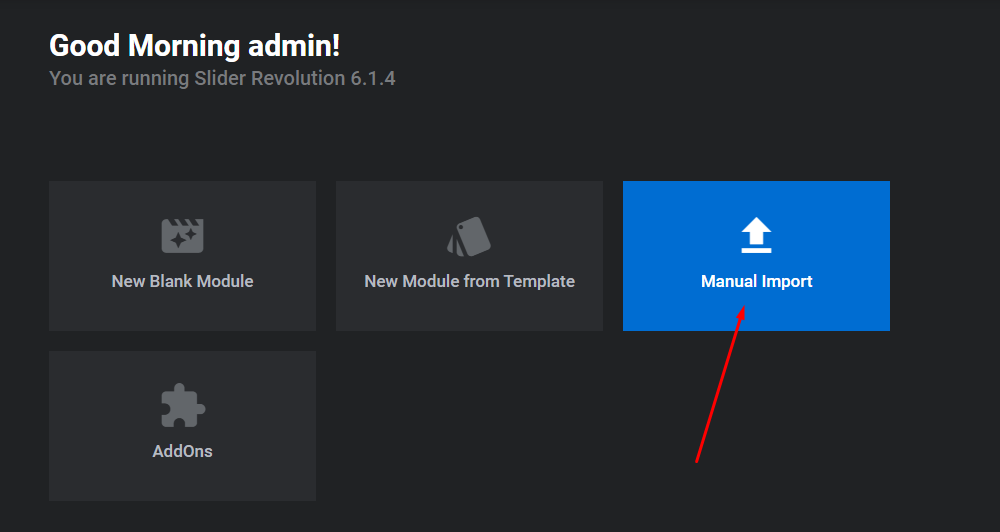 Good Morning admin!
You are running Slider Revolution 6.1.4
New Blank Module
New Module from Template
Manual Import
AddOns